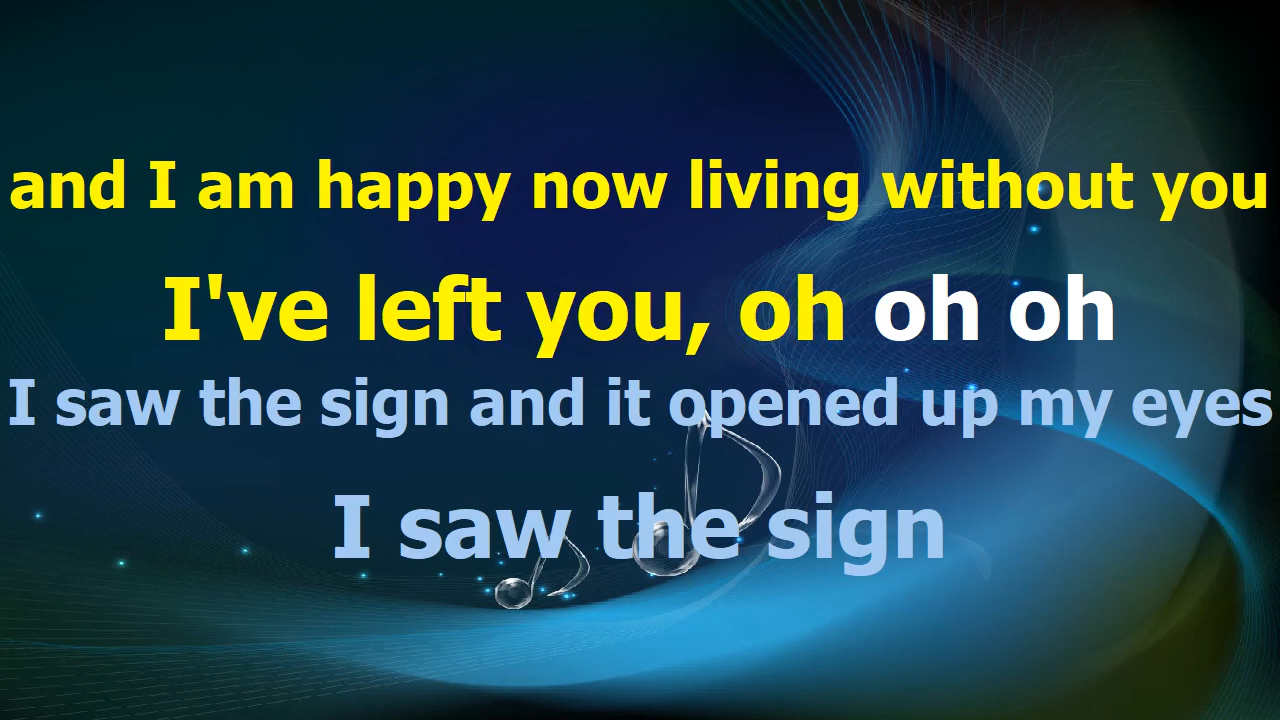 and I am happy now living without you
I've left you, oh oh oh
I saw the sign and it opened up my eyes
I saw the sign